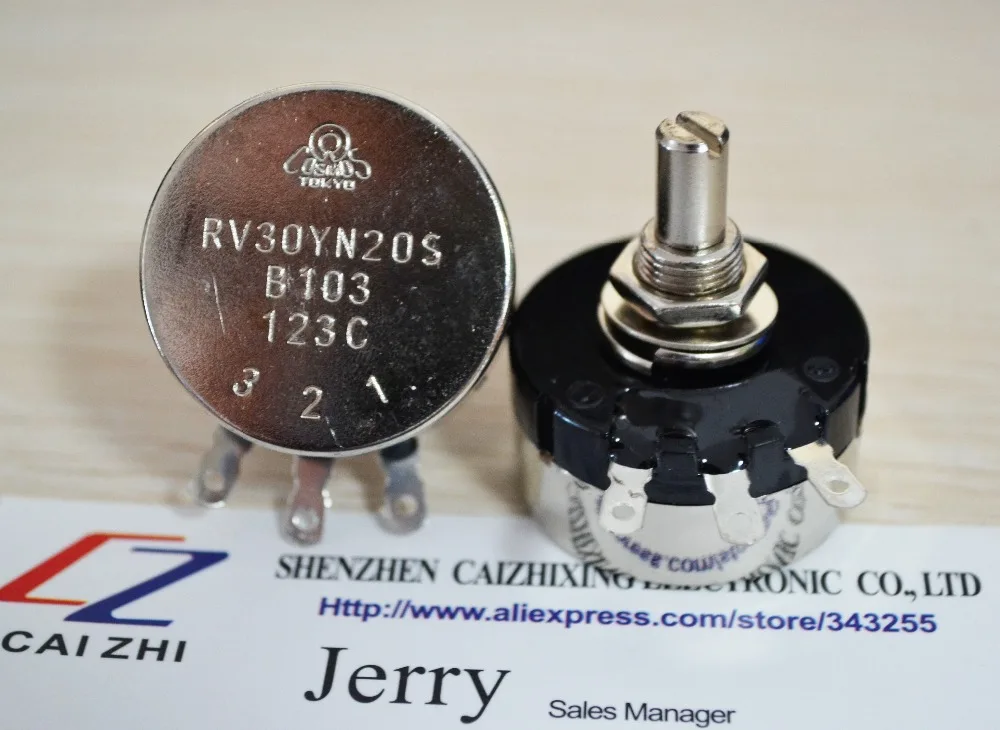 COSMOS
TOKYO
RV30YN20S
B103
123C
3 2 1
SHENZHEN CAIZHIXING ELECTRONIC CO., LTD
Http://www.aliexpress.com/store/343255
CAI ZHI
Jerry
Sales Manager